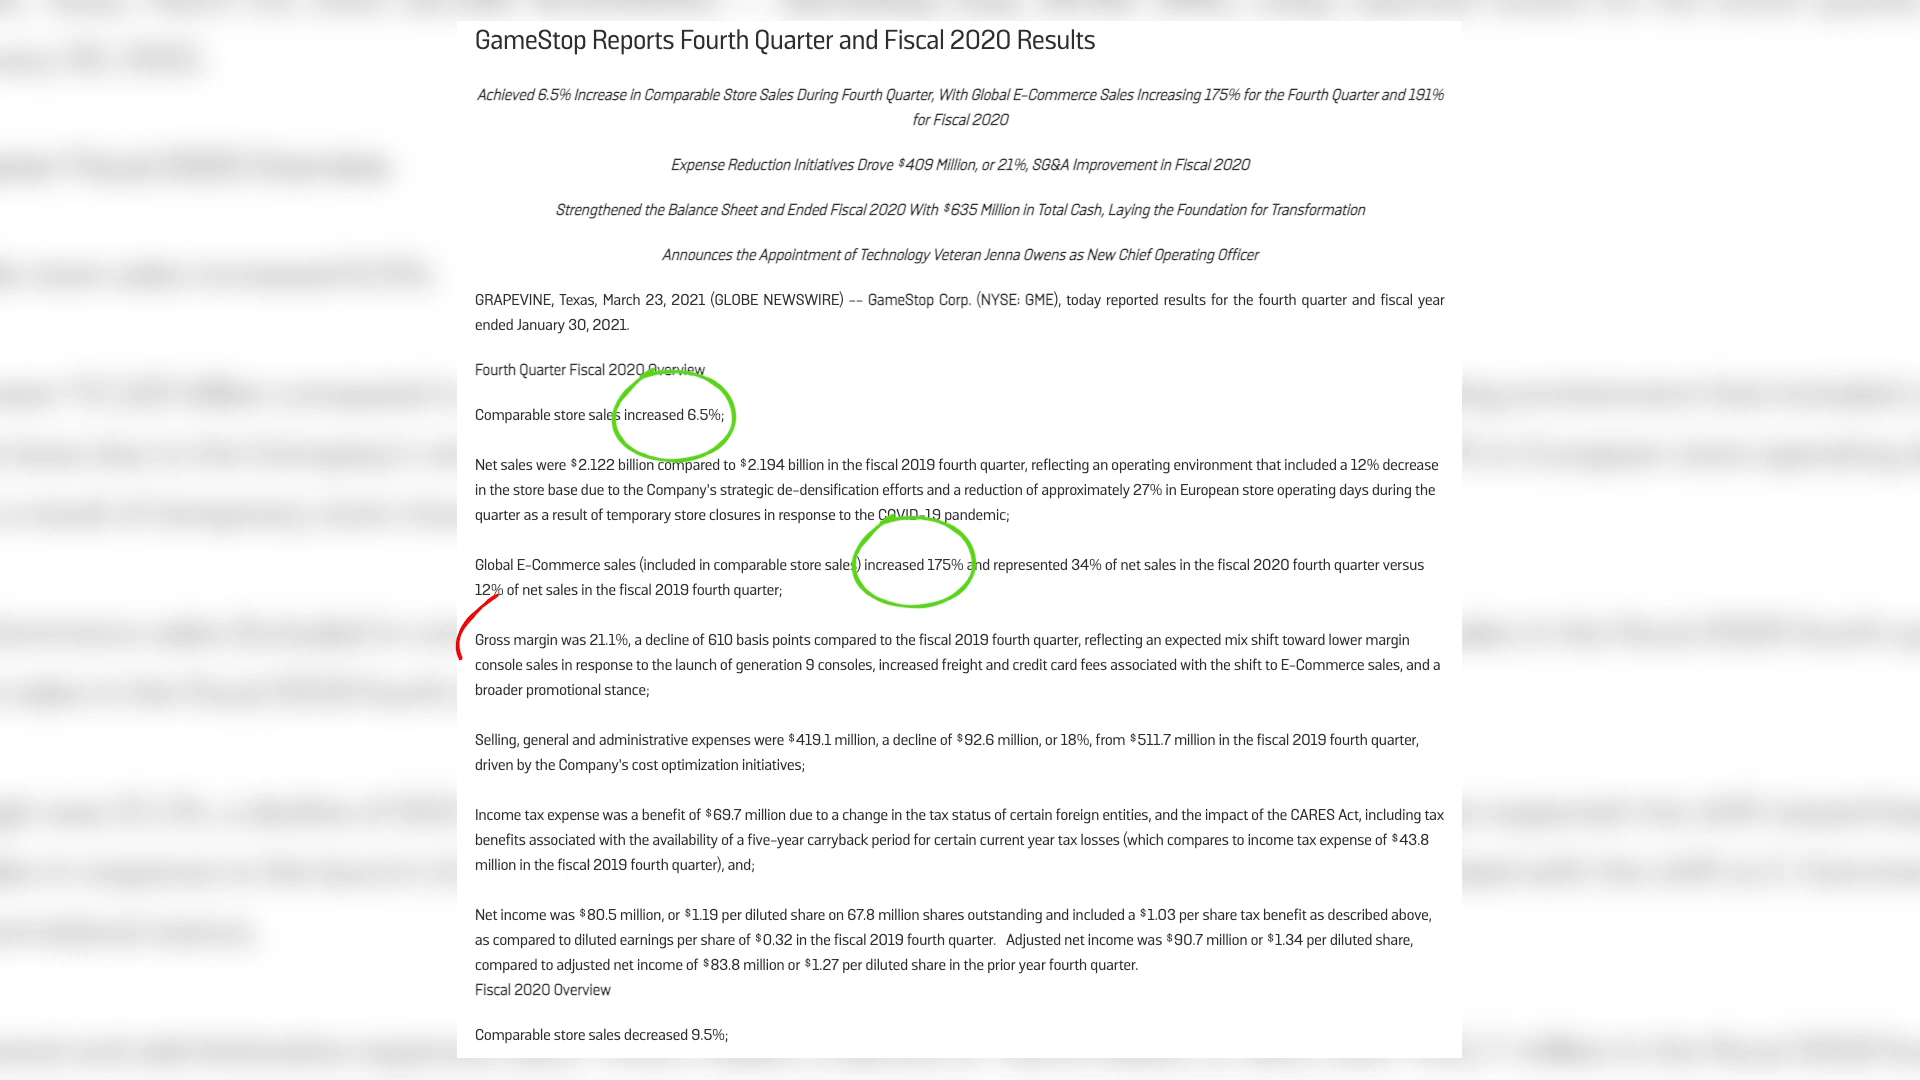 GameStop Reports Fourth Quarter and Fiscal 2020 Results
Achieved 6.5% Increase in Comparable Store Sales During Fourth Quarter, With Global E-Commerce Sales Increasing 175% for the Fourth Quarter and 191%
for Fiscal 2020
Expense Reduction Initiatives Drove $409 Million, or 21%, SG&A Improvement in Fiscal 2020
Strengthened the Balance Sheet and Ended Fiscal 2020 With $635 Million in Total Cash, Laying the Foundation for Transformation
Announces the Appointment of Technology Veteran Jenna Owens as New Chief Operating Officer
GRAPEVINE, Texas, March 23, 2021 (GLOBE NEWSWIRE) -- GameStop Corp. (NYSE: GME), today reported results for the fourth quarter and fiscal year
ended January 30, 2021.
Fourth Quarter Fiscal 2020 Overview
Comparable store sales increased 6.5%;
Net sales were $2.122 billion compared to $2.194 billion in the fiscal 2019 fourth quarter, reflecting an operating environment that included a 12% decrease
in the store base due to the Company's strategic de-densification efforts and a reduction of approximately 27% in European store operating days during the
quarter as a result of temporary store closures in response to the COVID-19 pandemic;
Global E-Commerce sales (included in comparable store sales) increased 175% and represented 34% of net sales in the fiscal 2020 fourth quarter versus
12% of net sales in the fiscal 2019 fourth quarter;
Gross margin was 21.1%, a decline of 610 basis points compared to the fiscal 2019 fourth quarter, reflecting an expected mix shift toward lower margin
console sales in response to the launch of generation 9 consoles, increased freight and credit card fees associated with the shift to E-Commerce sales, and a
broader promotional stance;
Selling, general and administrative expenses were $419.1 million, a decline of $92.6 million, or 18%, from $511.7 million in the fiscal 2019 fourth quarter,
driven by the Company's cost optimization initiatives;
Income tax expense was a benefit of $69.7 million due to a change in the tax status of certain foreign entities, and the impact of the CARES Act, including tax
benefits associated with the availability of a five-year carryback period for certain current year tax losses (which compares to income tax expense of $43.8
million in the fiscal 2019 fourth quarter), and;
Net income was $80.5 million, or $1.19 per diluted share on 67.8 million shares outstanding and included a $1.03 per share tax benefit as described above,
as compared to diluted earnings per share of $0.32 in the fiscal 2019 fourth quarter. Adjusted net income was $90.7 million or $1.34 per diluted share,
compared to adjusted net income of $83.8 million or $1.27 per diluted share in the prior year fourth quarter.
Fiscal 2020 Overview
Comparable store sales decreased 9.5%;